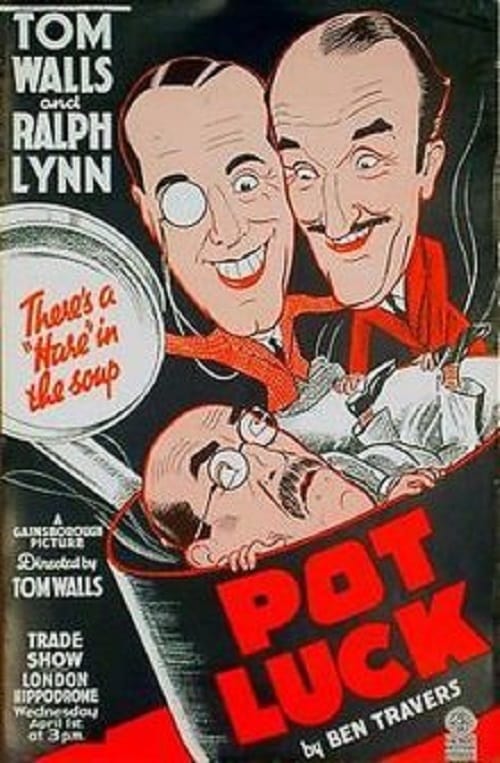 TOM
WALLS
and
RALPH
LYNN
There's a
"Hare" in
the soup
A
GAINSBOROUGH
PICTURE
Directed by
TOM WALLS
TRADE
SHOW
LONDON
HIPPODROME
Wednesday
April 1st.
at 3 p.m.
POT
LUCK
by BEN TRAVERS